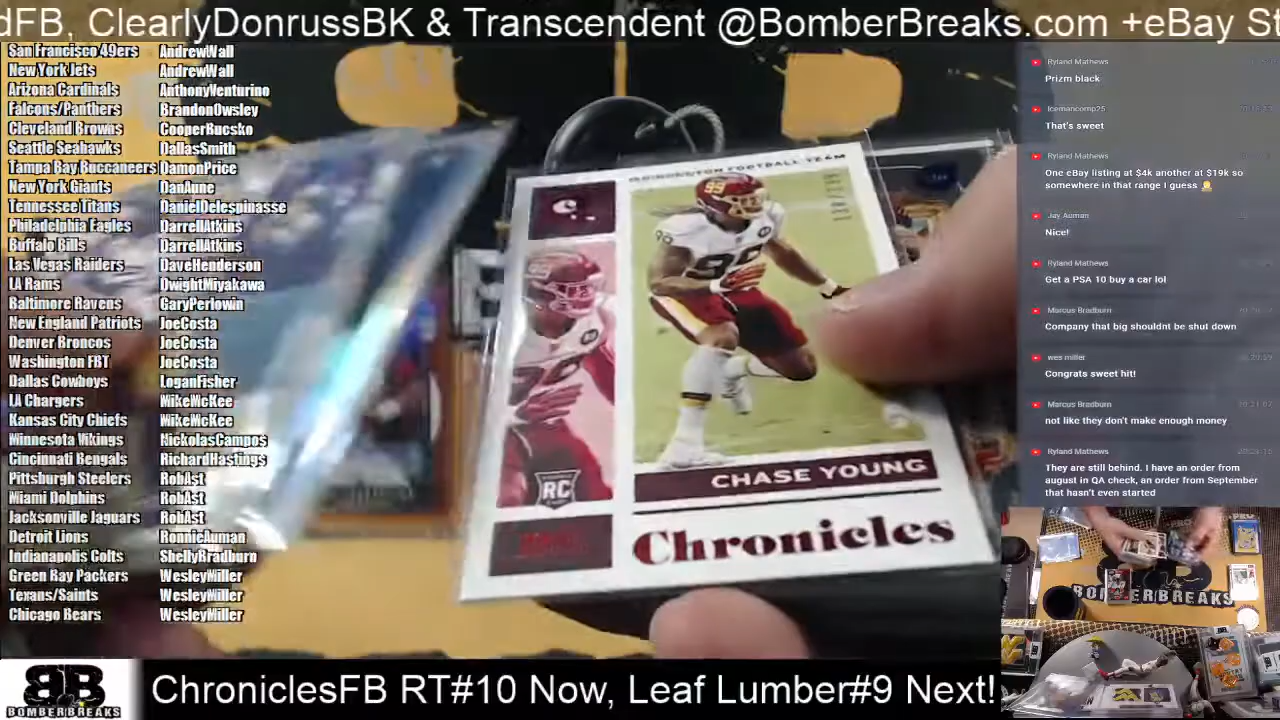 dFB, ClearlyDonrussBK & Transcendent @BomberBreaks.com +eBay St
San Francisco 49ers AndrewWall
New York Jets AndrewWall
Arizona Cardinals AnthonyVenturino
Falcons/Panthers BrandonOwsley
Cleveland Browns CooperBucsko
Seattle Seahawks DallasSmith
Tampa Bay Buccaneers DamonPrice
New York Giants DanAune
Tennessee Titans DanielDelespinasse
Philadelphia Eagles DarrellAtkins
Buffalo Bills DarrellAtkins
Las Vegas Raiders DaveHenderson
LA Rams DwightMiyakawa
Baltimore Ravens GaryPerlowin
New England Patriots JoeCosta
Denver Broncos JoeCosta
Washington FBT JoeCosta
Dallas Cowboys LoganFisher
LA Chargers MikeMcKee
Kansas City Chiefs MikeMcKee
Minnesota Vikings NickolasCampos
Cincinnati Bengals RichardHastings
Pittsburgh Steelers RobAst
Miami Dolphins RobAst
Jacksonville Jaguars RobAst
Detroit Lions RonnieAuman
Indianapolis Colts ShellyBradburn
Green Bay Packers WesleyMiller
Texans/Saints WesleyMiller
Chicago Bears WesleyMiller
FOOTBALL TEAM
99
RC
CHASE YOUNG
Chronicles
Ryland Mathews
Prizm black
Icemancomp25
That's sweet
Ryland Mathews
One eBay listing at $4k another at $19k so
somewhere in that range I guess
Jay Auman
Nice!
Ryland Mathews
Get a PSA 10 buy a car lol
Marcus Bradburn
Company that big shouldnt be shut down
wes miller
Congrats sweet hit!
Marcus Bradburn
not like they don't make enough money
Ryland Mathews
They are still behind. I have an order from
august in QA check, an order from September
that hasn't even started
BOMBERBREAKS
BB
BOMBERBREAKS
ChroniclesFB RT#10 Now, Leaf Lumber#9 Next!